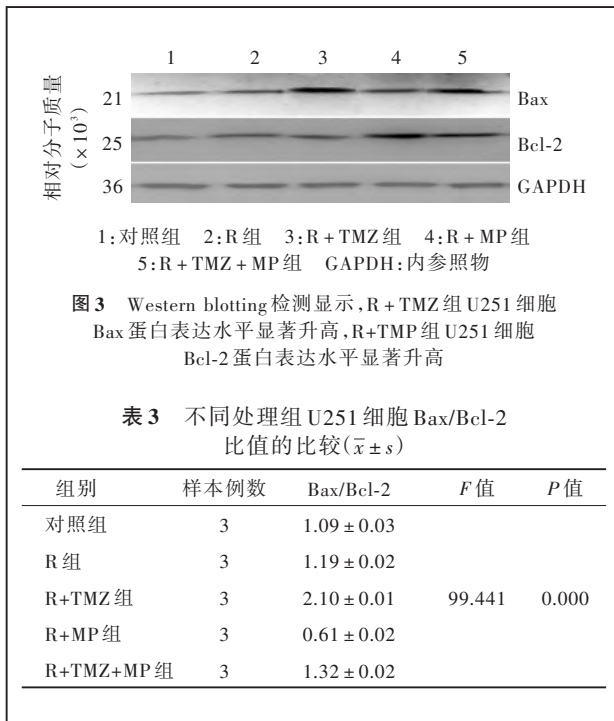 1 2 3 4 5
相对分子质量
(×10³)
21 Bax
25 Bcl-2
36 GAPDH
1:对照组 2:R组 3:R+TMZ组 4:R+MP组
5:R+TMZ+MP组 GAPDH:内参照物
图3 Western blotting检测显示,R+TMZ组U251细胞
Bax蛋白表达水平显著升高,R+TMP组U251细胞
Bcl-2蛋白表达水平显著升高
表3 不同处理组U251细胞Bax/Bcl-2
比值的比较(x̄±s)
组别 样本例数 Bax/Bcl-2 F值 P值
对照组 3 1.09±0.03
R组 3 1.19±0.02
R+TMZ组 3 2.10±0.01 99.441 0.000
R+MP组 3 0.61±0.02
R+TMZ+MP组 3 1.32±0.02